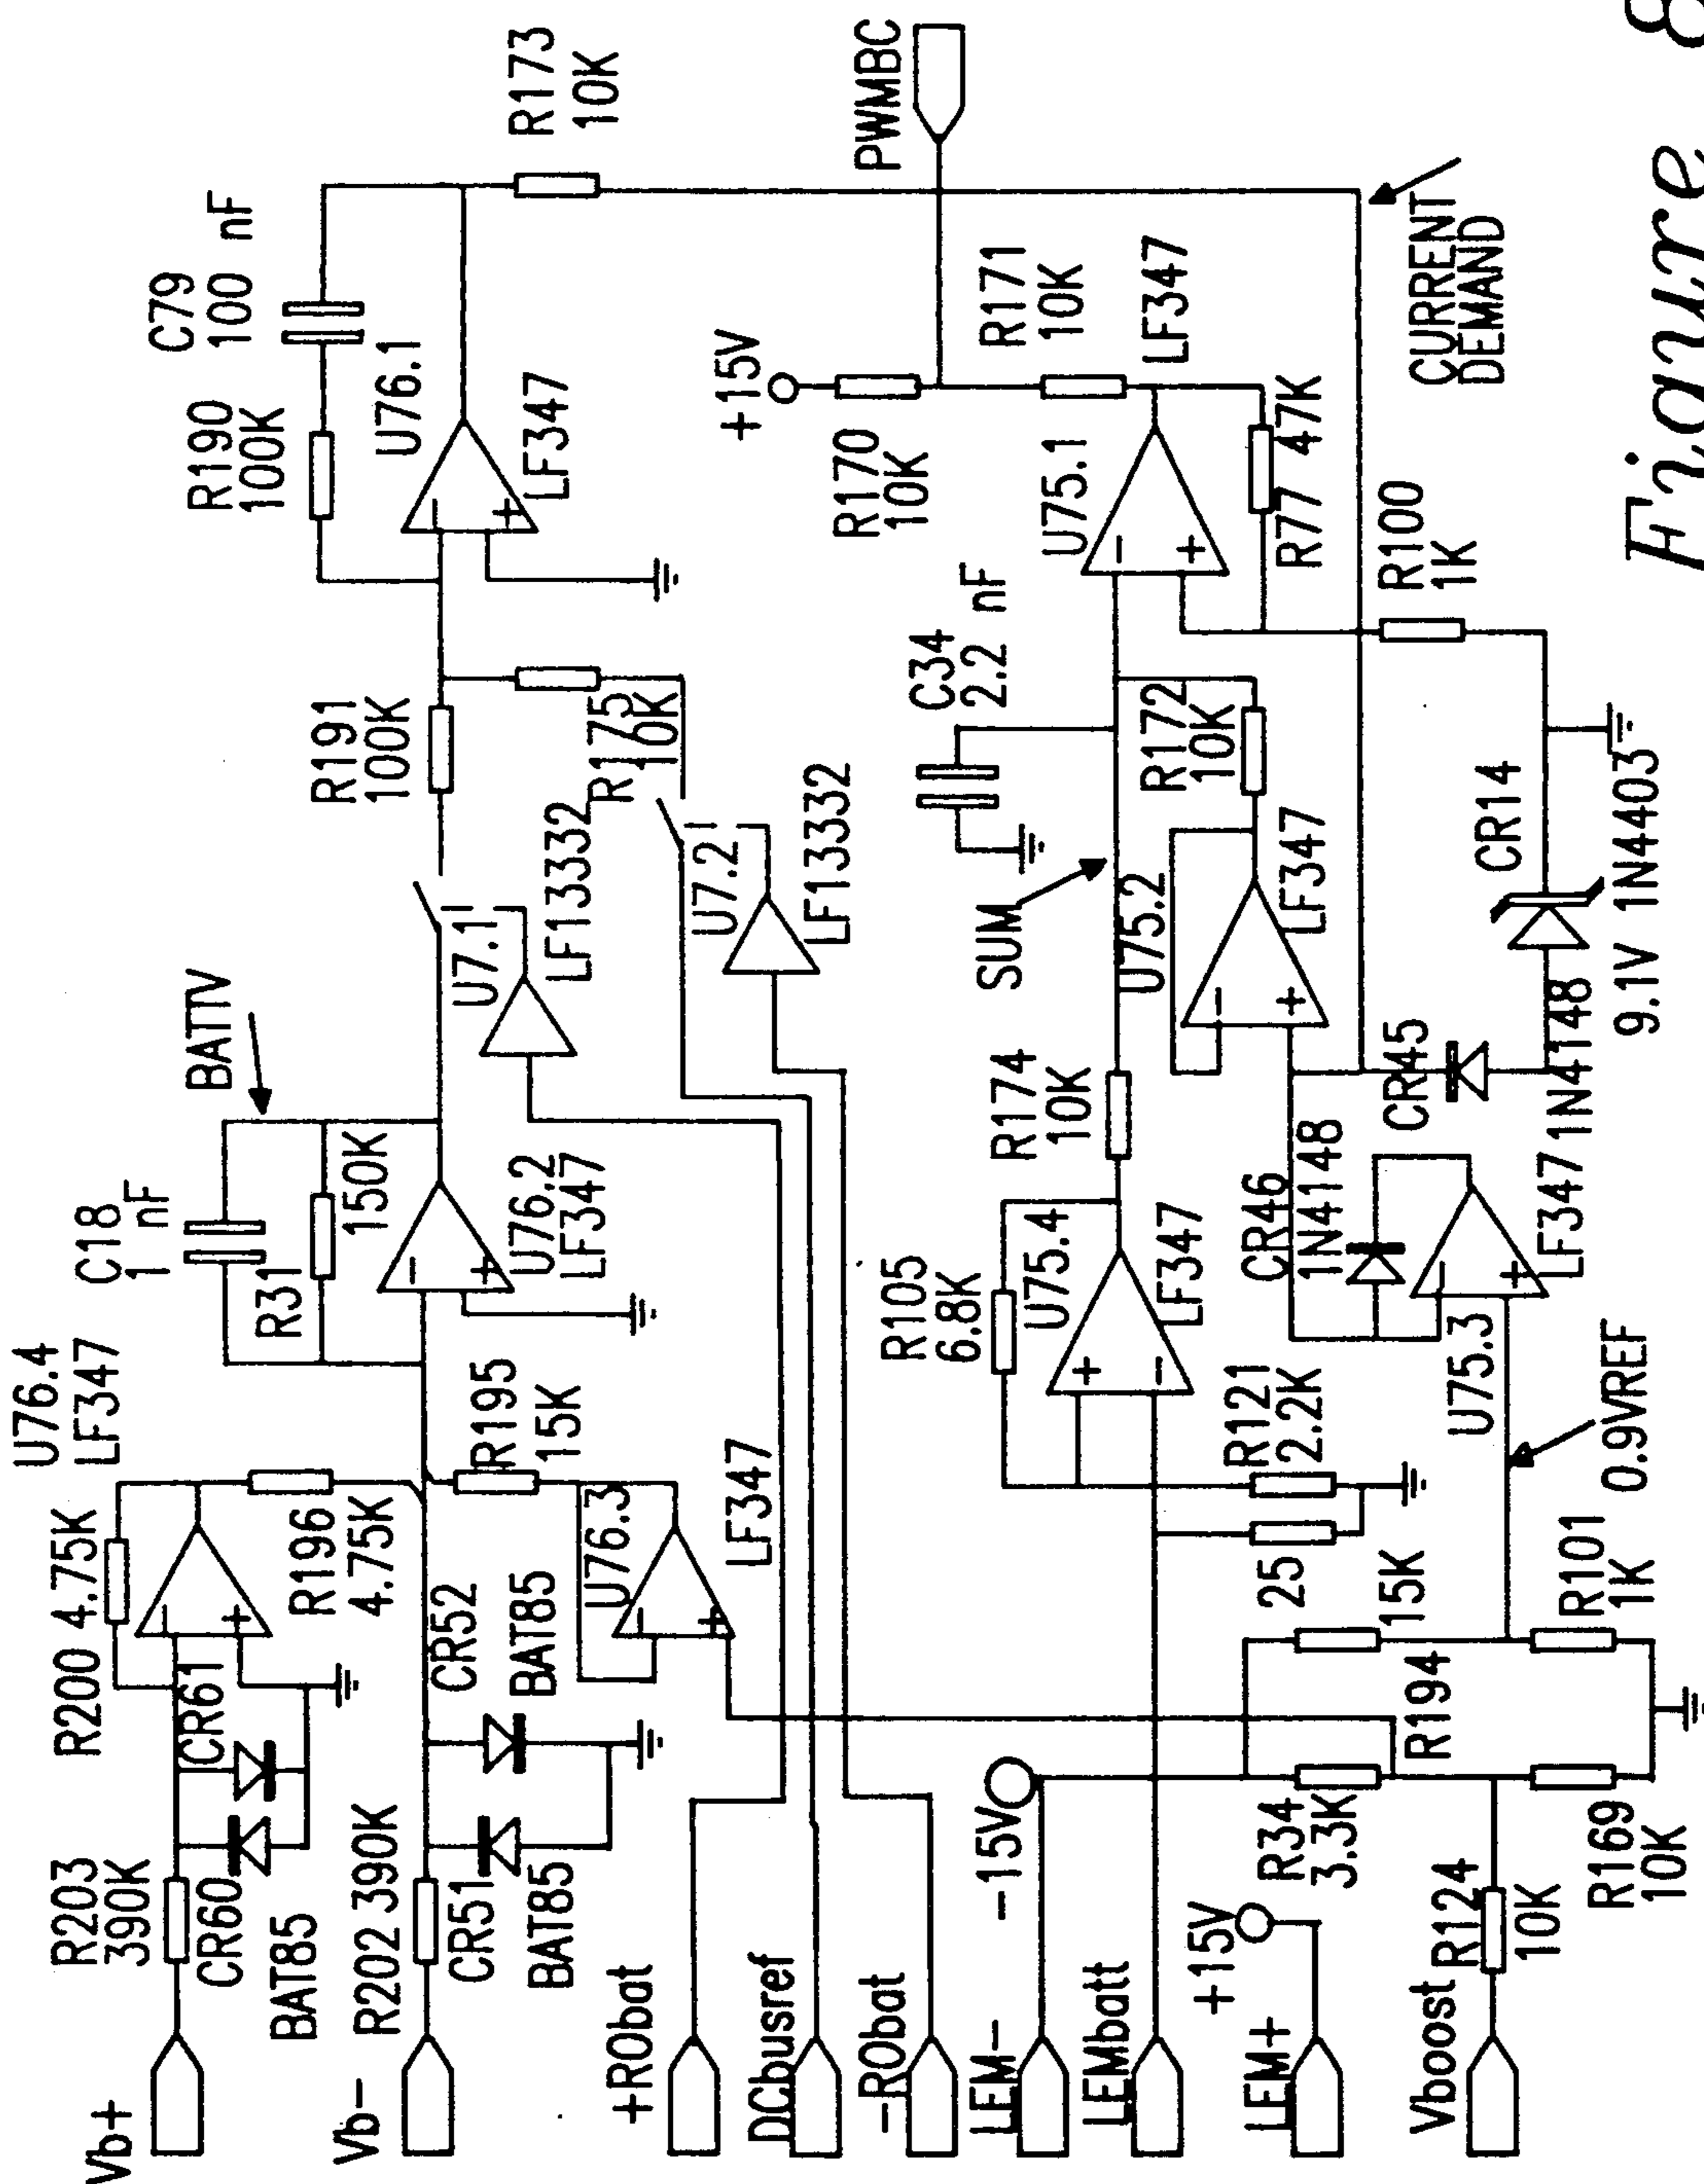 Vb+
R203
390K
CR60
BAT85
CR61
R200 4.75K
U76.4
LF347
R196
4.75K
Vb-
R202 390K
CR51
BAT85
CR52
BAT85
R195
15K
U76.3
LF347
C18
1 nF
R31
150K
U76.2
LF347
BATTV
U7.1
LF13332
R191
100K
R175
10K
U7.2
LF13332
R190
100K
C79
100 nF
U76.1
LF347
R173
10K
+RObat
DCbusref
-RObat
LEM-
-15V
LEMbatt
+15V
LEM+
Vboost
R124
10K
R34
3.3K
R169
10K
R194
15K
R101
1K
25
R121
2.2K
R105
6.8K
U75.4
LF347
R174
10K
SUM
C34
2.2 nF
U75.2
LF347
R172
10K
U75.1
LF347
R77 47K
R170
10K
+15V
R171
10K
PWMBC
0.9VREF
U75.3
LF347
CR46
1N4148
CR45
1N4148
CR14
9.1V 1N4403
R100
1K
CURRENT
DEMAND
Figure 8